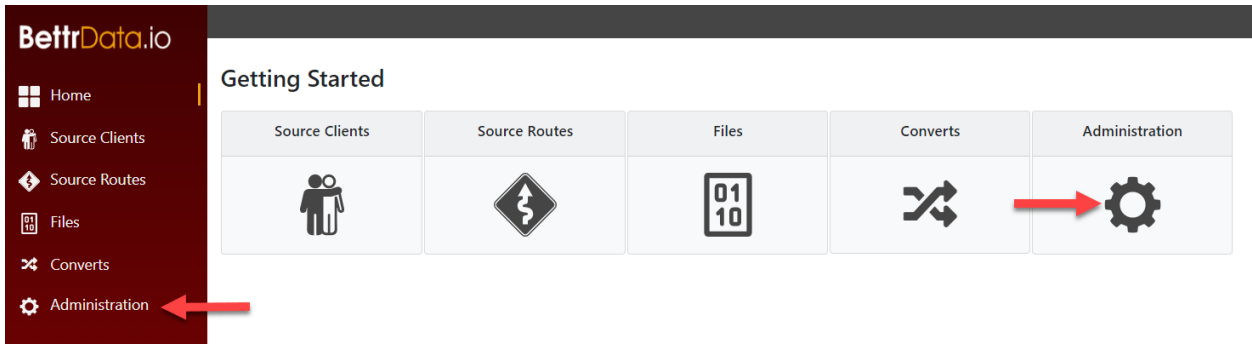 BettrData.io
Home
Source Clients
Source Routes
Files
Converts
Administration
Getting Started
Source Clients Source Routes Files Converts Administration
01
10